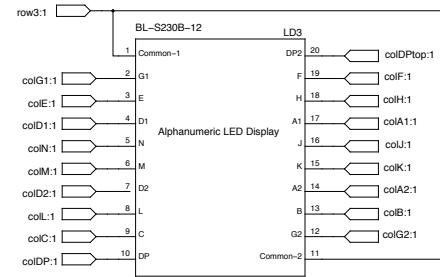 row3:1
BL-S230B-12 LD3
1 Common-1 DP2 20 colDPtop:1
colG1:1 2 G1 F 19 colF:1
colE:1 3 E H 18 colH:1
colD1:1 4 D1 A1 17 colA1:1
Alphanumeric LED Display
colN:1 5 N J 16 colJ:1
colM:1 6 M K 15 colK:1
colD2:1 7 D2 A2 14 colA2:1
colL:1 8 L B 13 colB:1
colC:1 9 C G2 12 colG2:1
colDP:1 10 DP Common-2 11